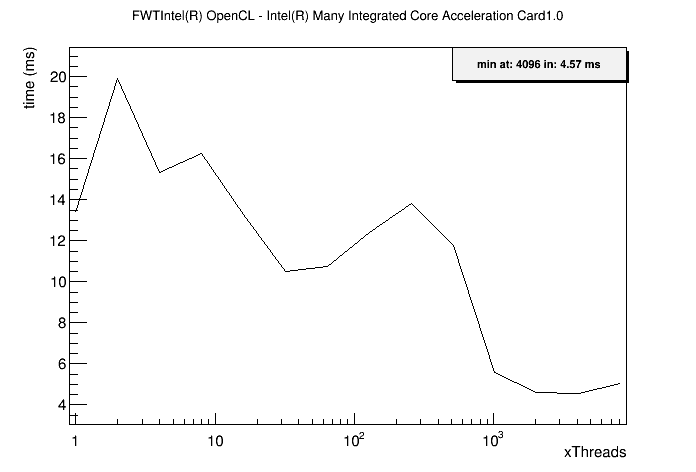 FWTIntel(R) OpenCL - Intel(R) Many Integrated Core Acceleration Card1.0
min at: 4096 in: 4.57 ms
time (ms)
20
18
16
14
12
10
8
6
4
1 10 10² 10³
xThreads